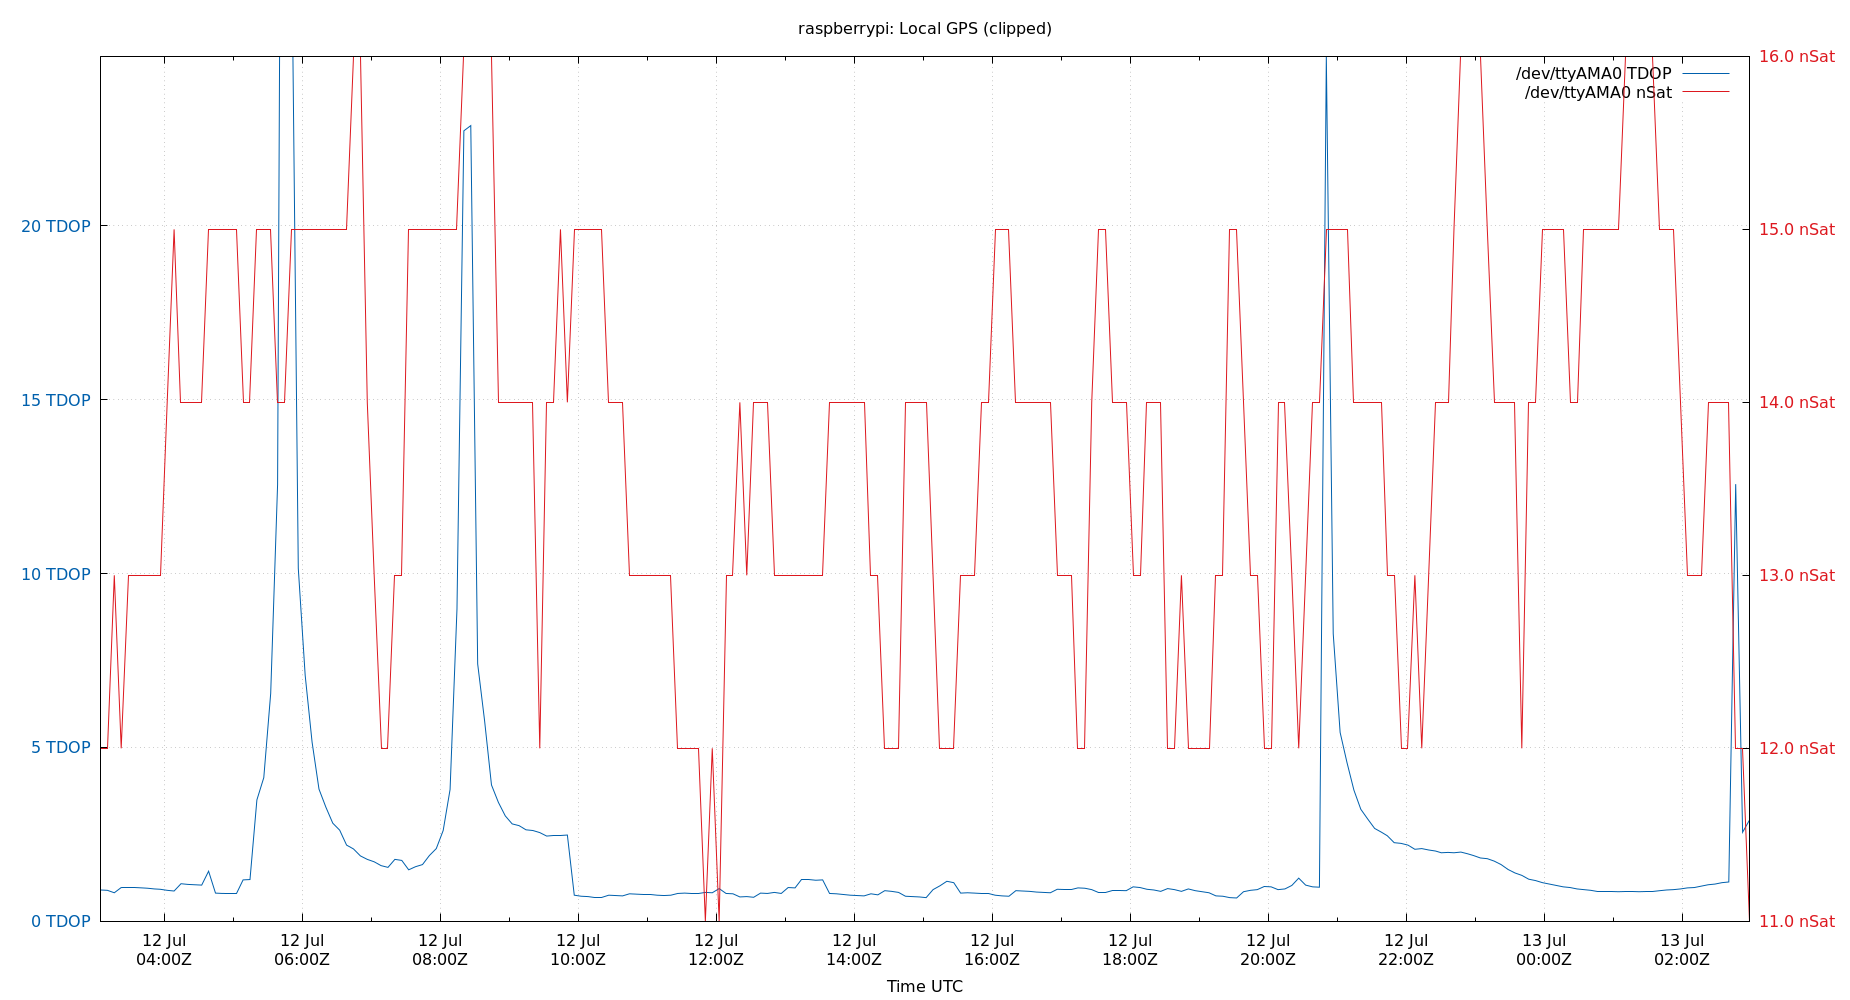 raspberrypi: Local GPS (clipped)
16.0 nSat
/dev/ttyAMA0 TDOP
/dev/ttyAMA0 nSat
20 TDOP
15.0 nSat
15 TDOP
14.0 nSat
10 TDOP
13.0 nSat
5 TDOP
12.0 nSat
0 TDOP
11.0 nSat
12 Jul 12 Jul 12 Jul 12 Jul 12 Jul 12 Jul 12 Jul 12 Jul 12 Jul 12 Jul 13 Jul 13 Jul
04:00Z 06:00Z 08:00Z 10:00Z 12:00Z 14:00Z 16:00Z 18:00Z 20:00Z 22:00Z 00:00Z 02:00Z
Time UTC